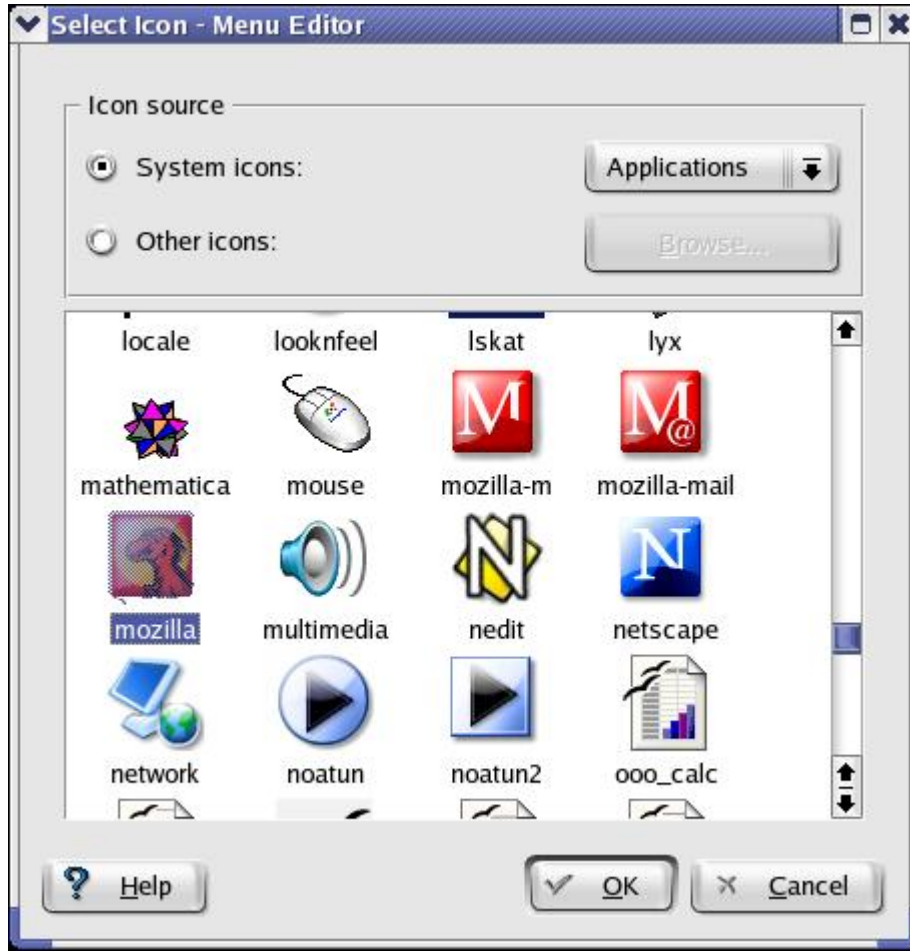 Select Icon - Menu Editor
Icon source
System icons:
Applications
Other icons:
Browse...
locale looknfeel lskat lyx
mathematica mouse mozilla-m mozilla-mail
mozilla multimedia nedit netscape
network noatun noatun2 ooo_calc
Help OK Cancel